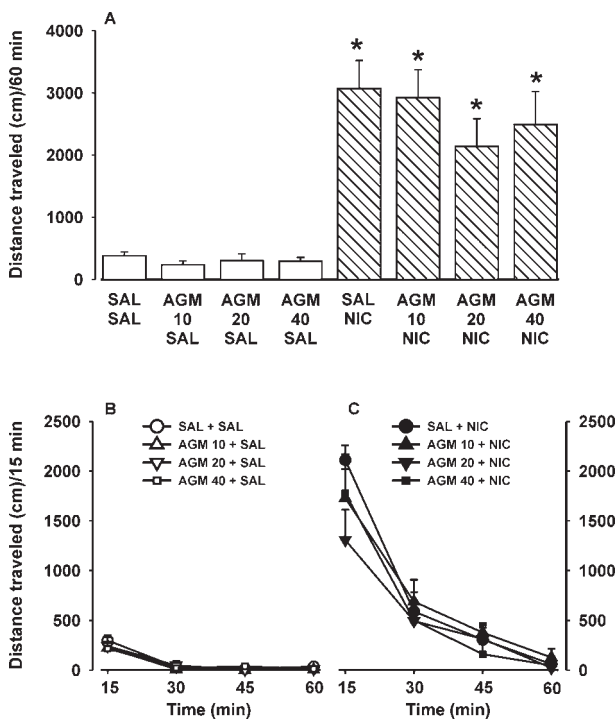 A
Distance traveled (cm)/60 min
4000
3000
2000
1000
0
* * * *
SAL AGM AGM AGM SAL AGM AGM AGM
SAL 10 20 40 NIC 10 20 40
SAL SAL SAL NIC NIC NIC
B
Distance traveled (cm)/15 min
2500
2000
1500
1000
500
0
SAL + SAL
AGM 10 + SAL
AGM 20 + SAL
AGM 40 + SAL
15 30 45 60
Time (min)
C
SAL + NIC
AGM 10 + NIC
AGM 20 + NIC
AGM 40 + NIC
2500
2000
1500
1000
500
0
15 30 45 60
Time (min)